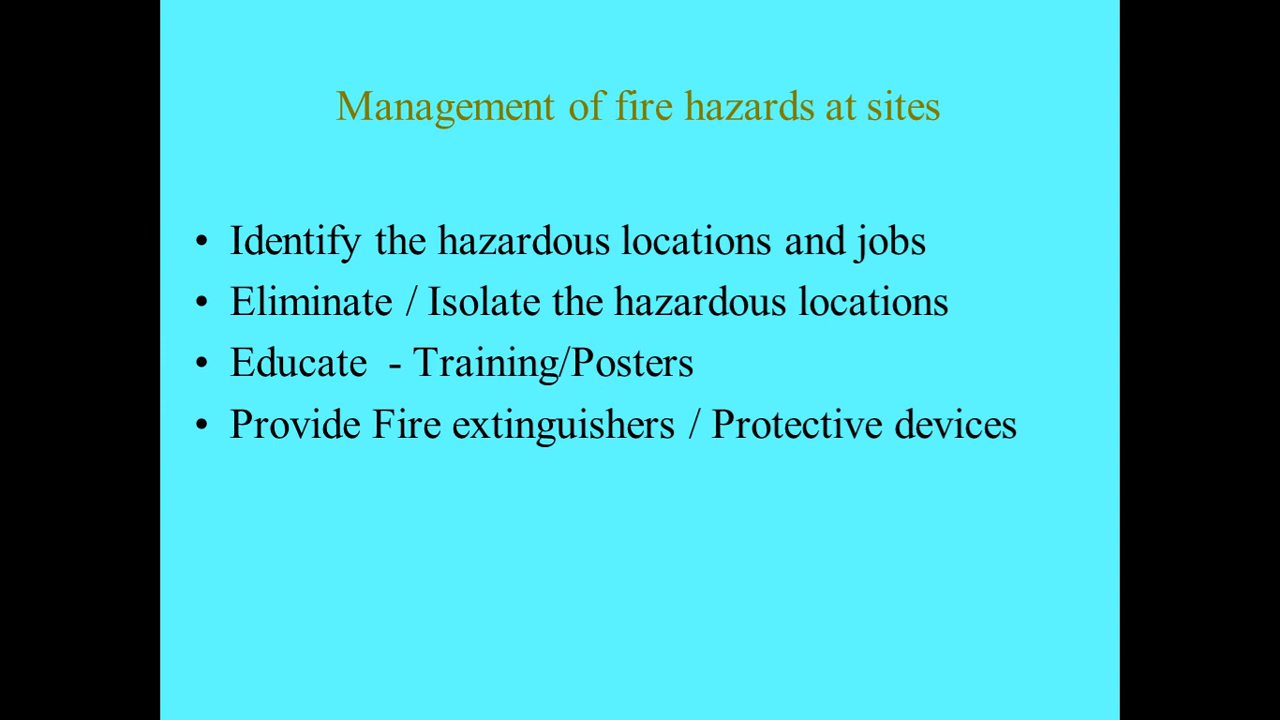 Management of fire hazards at sites
• Identify the hazardous locations and jobs
• Eliminate / Isolate the hazardous locations
• Educate  - Training/Posters
• Provide Fire extinguishers / Protective devices